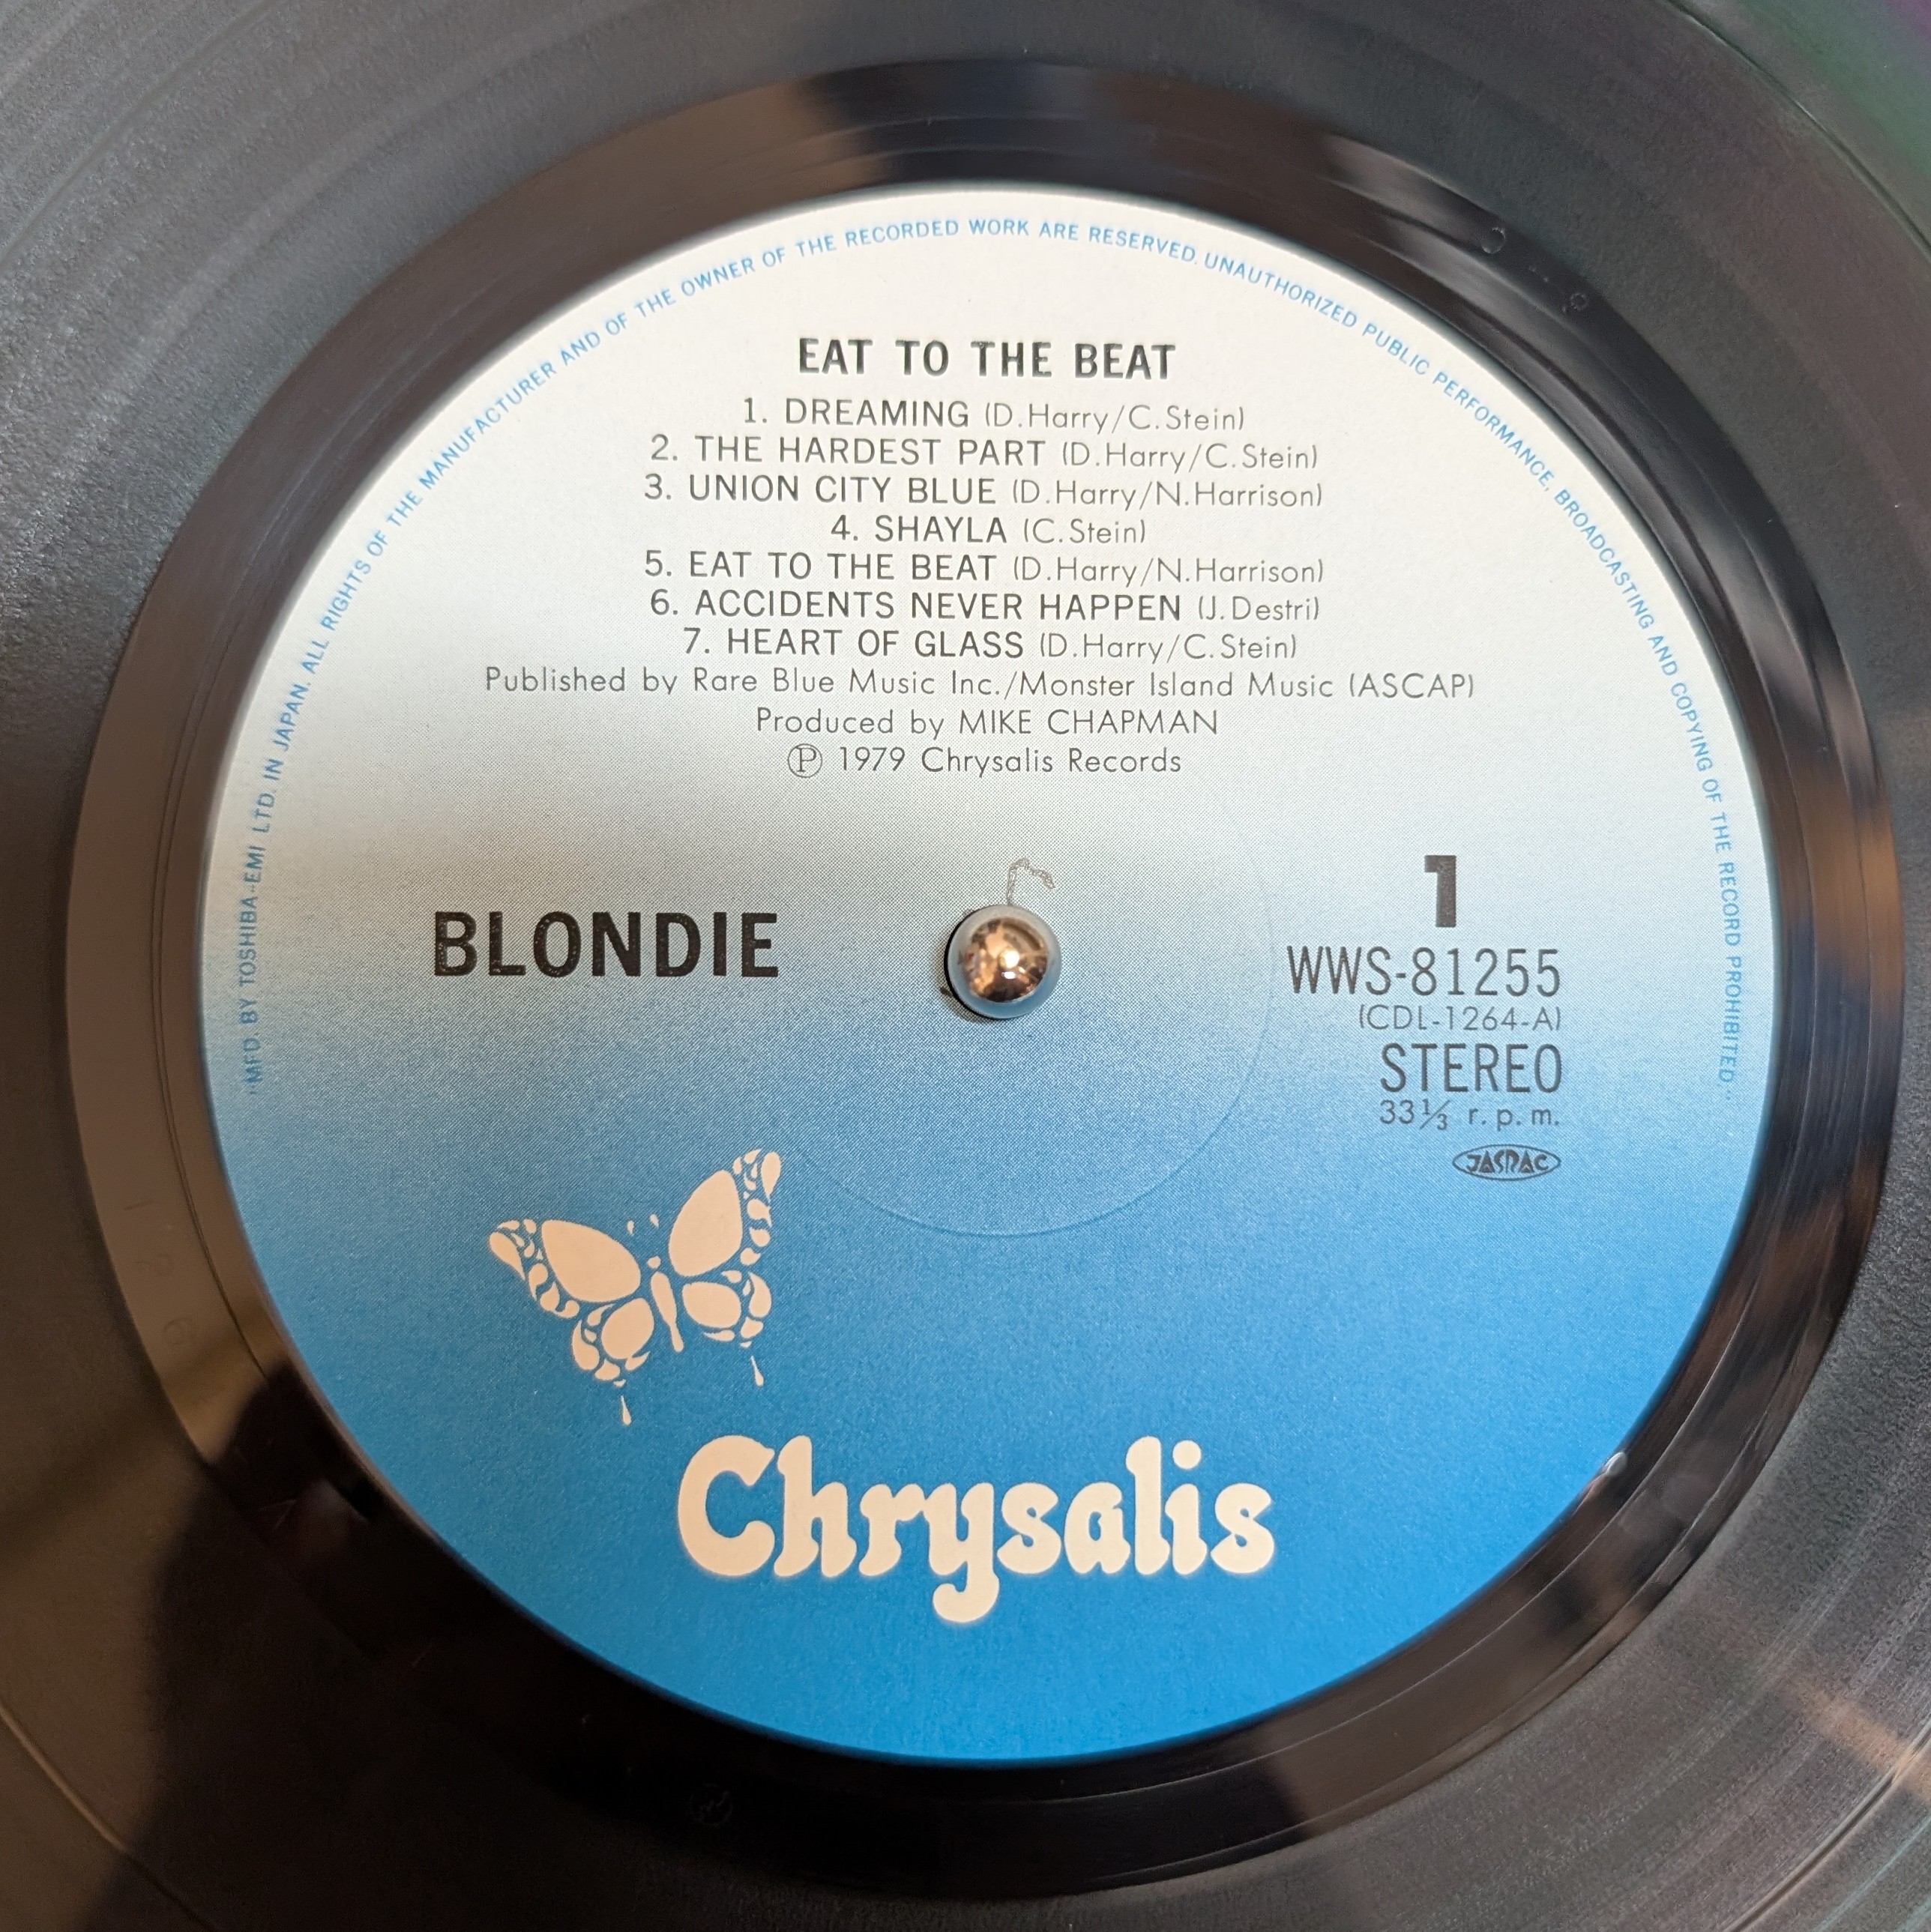 "MFD. BY TOSHIBA-EMI LTD. IN JAPAN. ALL RIGHTS OF THE MANUFACTURER AND OF THE OWNER OF THE RECORDED WORK ARE RESERVED. UNAUTHORIZED PUBLIC PERFORMANCE, BROADCASTING AND COPYING OF THE RECORD PROHIBITED."
EAT TO THE BEAT
1. DREAMING (D.Harry/C.Stein)
2. THE HARDEST PART (D.Harry/C.Stein)
3. UNION CITY BLUE (D.Harry/N.Harrison)
4. SHAYLA (C.Stein)
5. EAT TO THE BEAT (D.Harry/N.Harrison)
6. ACCIDENTS NEVER HAPPEN (J.Destri)
7. HEART OF GLASS (D.Harry/C.Stein)
Published by Rare Blue Music Inc./Monster Island Music (ASCAP)
Produced by MIKE CHAPMAN
Ⓟ 1979 Chrysalis Records
BLONDIE
1
WWS-81255
(CDL-1264-A)
STEREO
33⅓ r.p.m.
JASRAC
Chrysalis